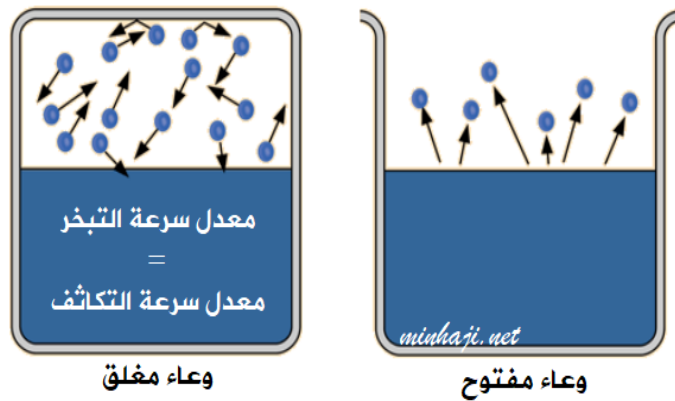 معدل سرعة التبخر
=
معدل سرعة التكاثف
minhaji.net
وعاء مغلق
وعاء مفتوح